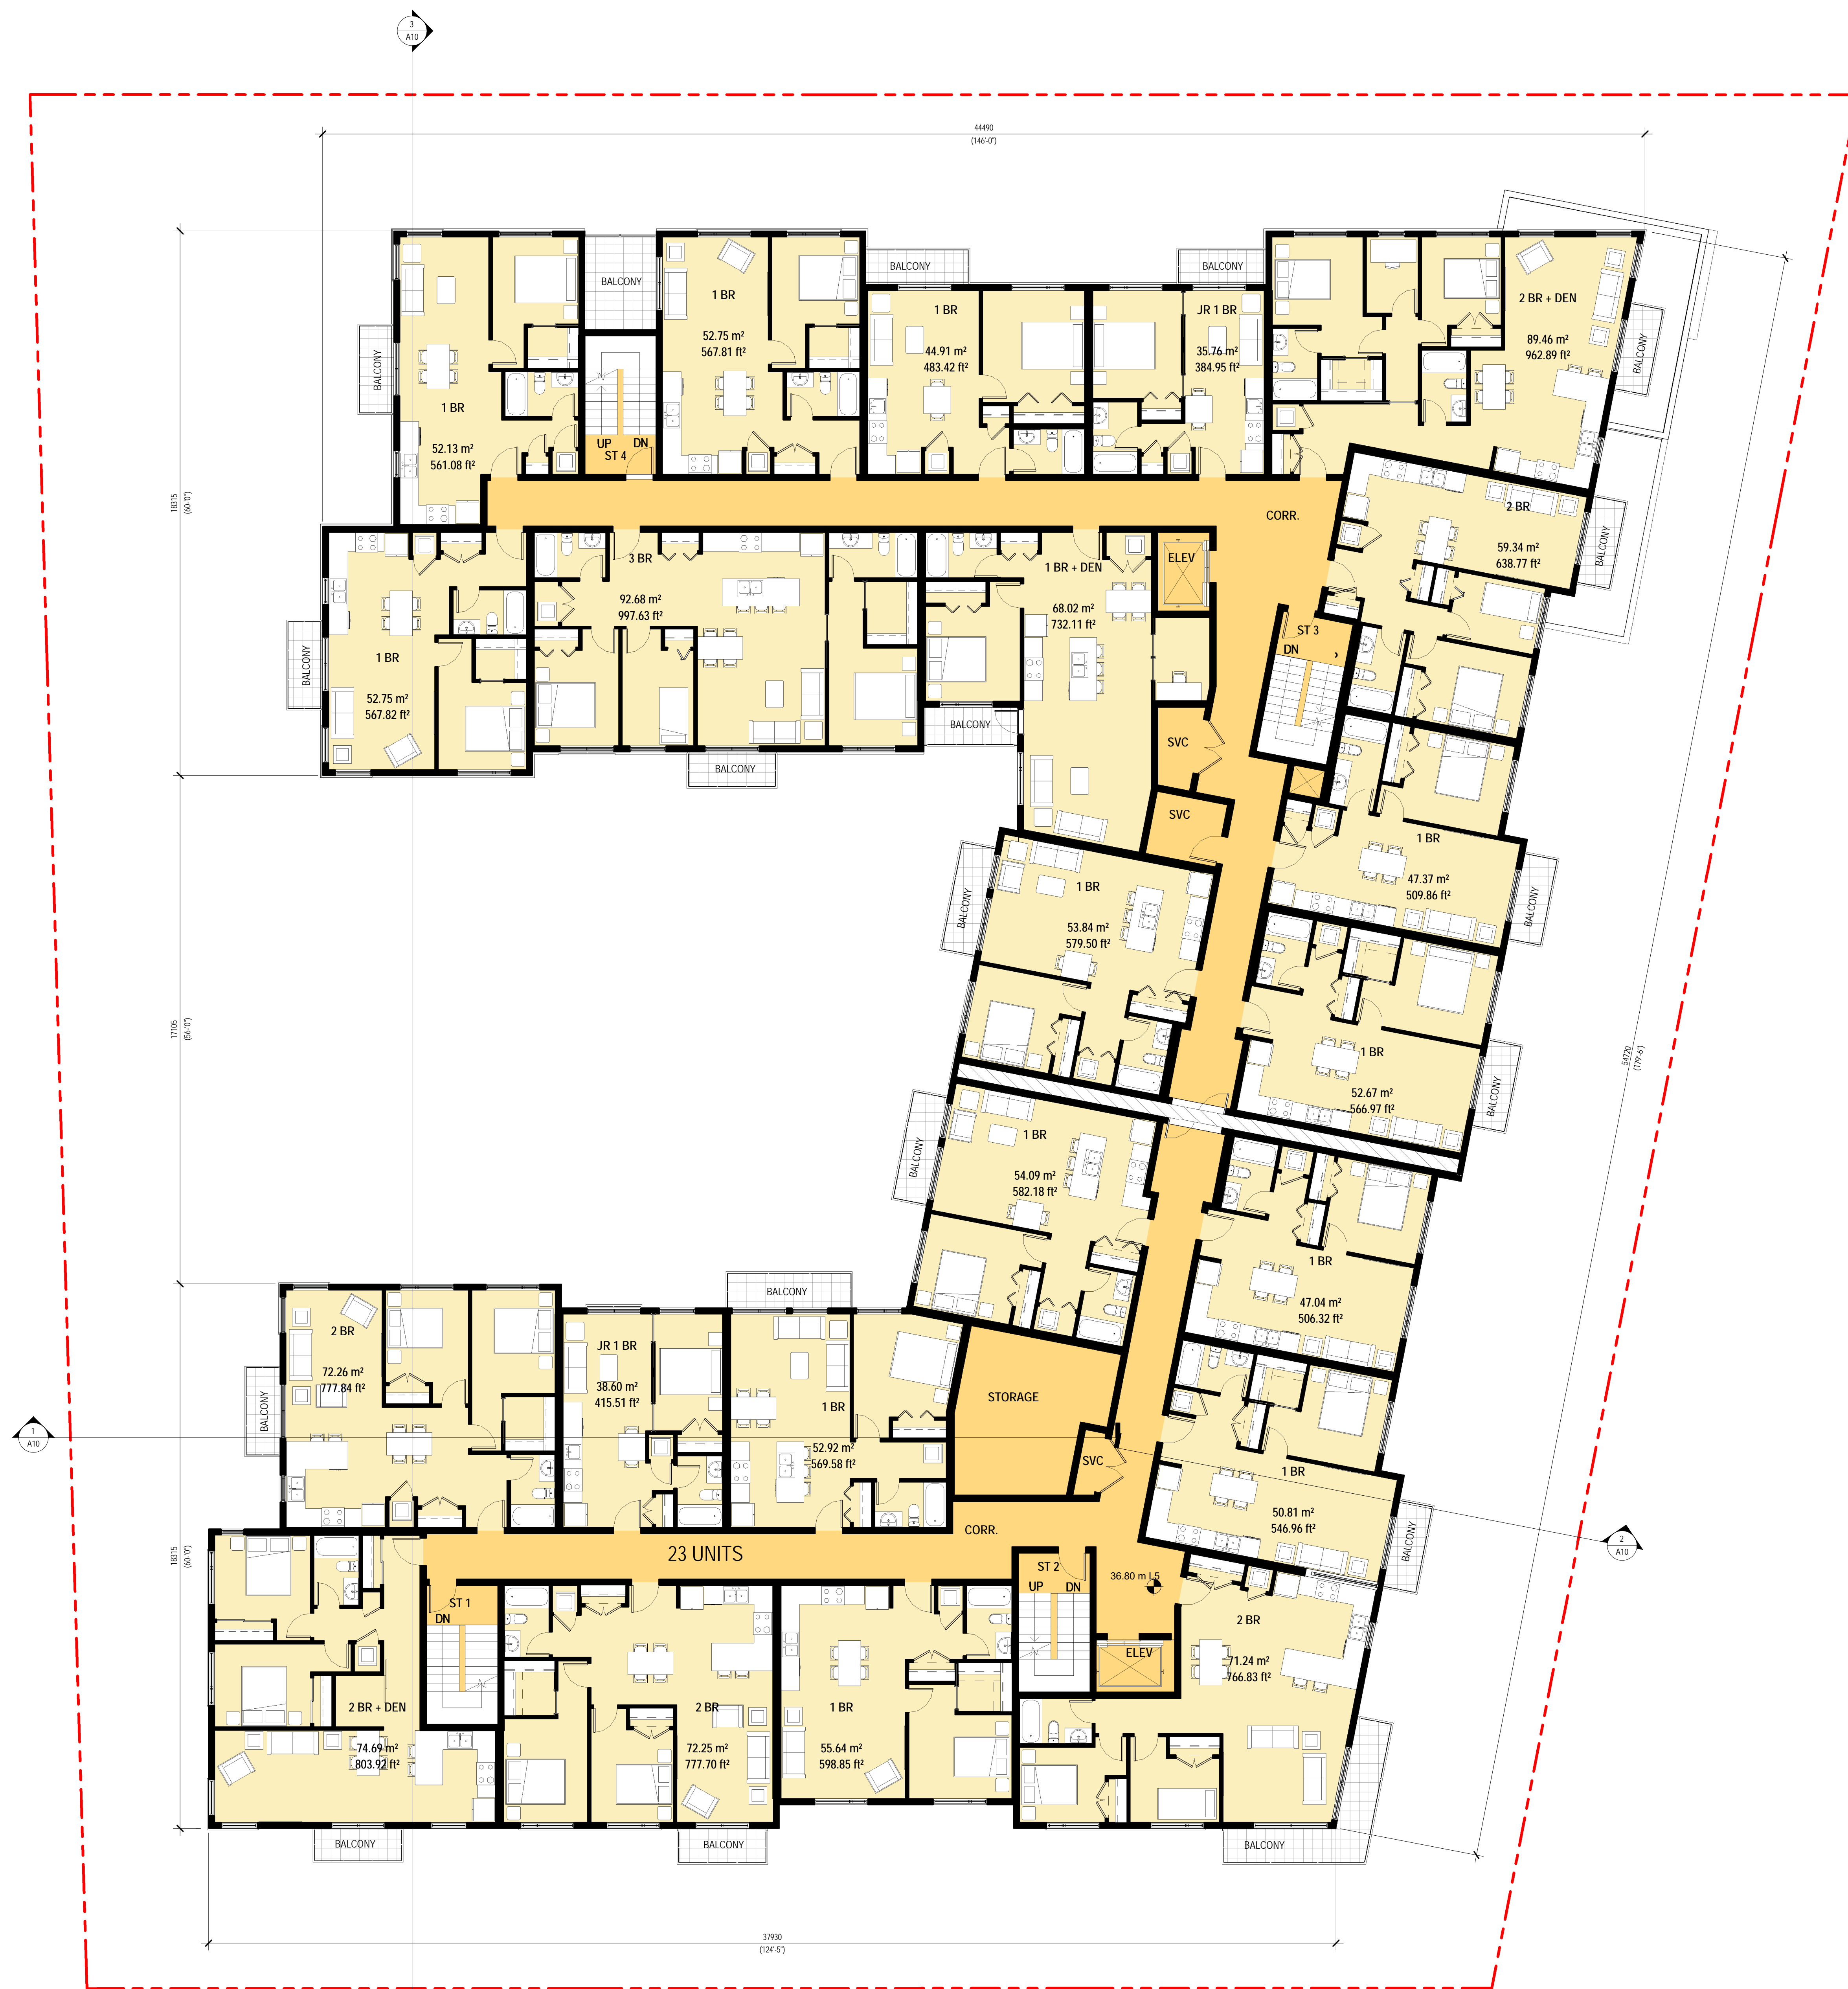 3
A10
44490
(146'-0")
BALCONY
BALCONY
BALCONY
1 BR
52.75 m²
567.81 ft²
1 BR
44.91 m²
483.42 ft²
JR 1 BR
35.76 m²
384.95 ft²
2 BR + DEN
89.46 m²
962.89 ft²
BALCONY
BALCONY
1 BR
52.13 m²
561.08 ft²
UP DN
ST 4
18315
(60'-0")
CORR.
2 BR
59.34 m²
638.77 ft²
BALCONY
3 BR
92.68 m²
997.63 ft²
1 BR + DEN
68.02 m²
732.11 ft²
ELEV
ST 3
DN
1 BR
52.75 m²
567.82 ft²
BALCONY
BALCONY
BALCONY
SVC
SVC
1 BR
47.37 m²
509.86 ft²
BALCONY
1 BR
53.84 m²
579.50 ft²
BALCONY
17105
(56'-0")
54720
(179'-6")
1 BR
52.67 m²
566.97 ft²
BALCONY
1 BR
54.09 m²
582.18 ft²
BALCONY
1 BR
47.04 m²
506.32 ft²
BALCONY
2 BR
72.26 m²
777.84 ft²
BALCONY
JR 1 BR
38.60 m²
415.51 ft²
1 BR
52.92 m²
569.58 ft²
STORAGE
SVC
1
A10
1 BR
50.81 m²
546.96 ft²
BALCONY
2
A10
18315
(60'-0")
23 UNITS
CORR.
ST 1
DN
ST 2
UP DN
36.80 m L5
ELEV
2 BR
71.24 m²
766.83 ft²
2 BR + DEN
74.69 m²
803.92 ft²
2 BR
72.25 m²
777.70 ft²
1 BR
55.64 m²
598.85 ft²
BALCONY
BALCONY
BALCONY
37930
(124'-5")